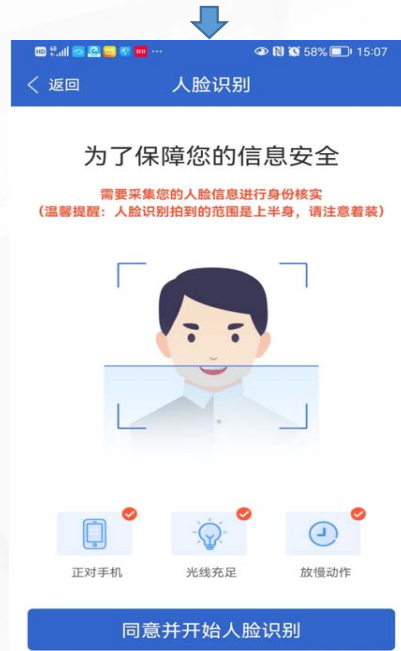 58% 15:07
返回 人脸识别
为了保障您的信息安全
需要采集您的人脸信息进行身份核实
(温馨提醒：人脸识别拍到的范围是上半身，请注意着装)
正对手机 光线充足 放慢动作
同意并开始人脸识别